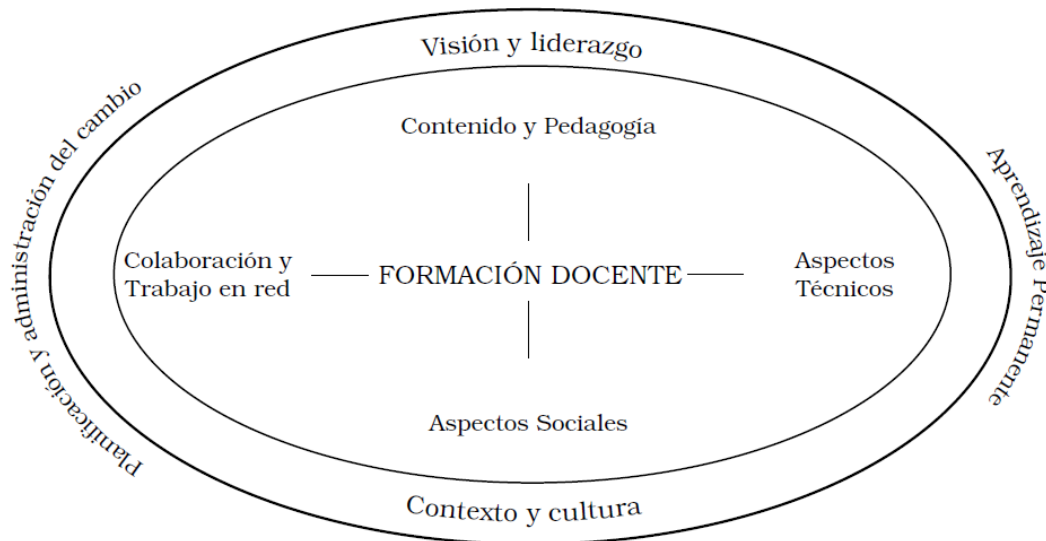 Visión y liderazgo
Contenido y Pedagogía
Planificación y administración del cambio
Colaboración y
Trabajo en red
FORMACIÓN DOCENTE
Aspectos
Técnicos
Aprendizaje Permanente
Aspectos Sociales
Contexto y cultura